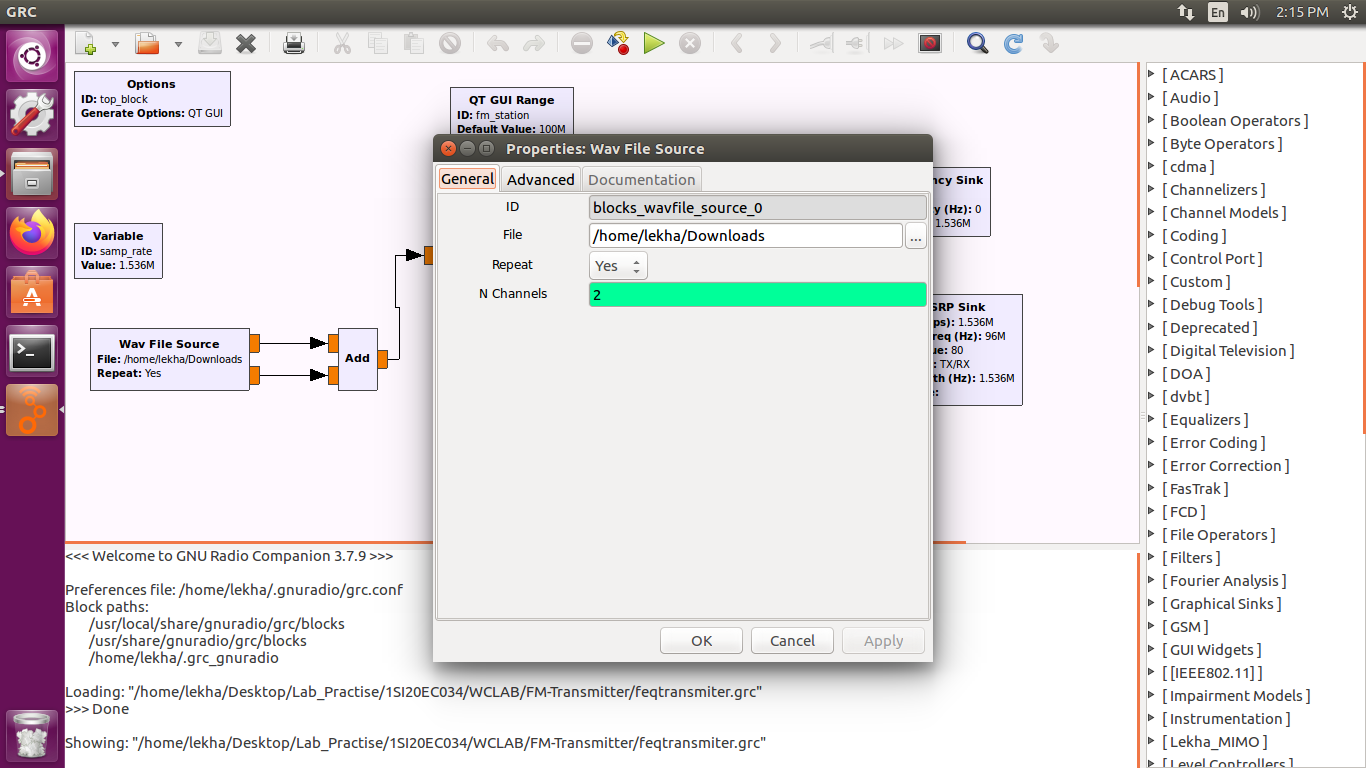 GRC
En
2:15 PM
Options
ID: top_block
Generate Options: QT GUI
QT GUI Range
ID: fm_station
Default Value: 100M
Variable
ID: samp_rate
Value: 1.536M
Wav File Source
File: /home/lekha/Downloads
Repeat: Yes
Add
Properties: Wav File Source
General
Advanced
Documentation
ID
blocks_wavfile_source_0
File
/home/lekha/Downloads
...
Repeat
Yes
N Channels
2
OK
Cancel
Apply
ncy Sink
y (Hz): 0
1.536M
SRP Sink
ps): 1.536M
req (Hz): 96M
ue: 80
: TX/RX
th (Hz): 1.536M
e:
<<< Welcome to GNU Radio Companion 3.7.9 >>>
Preferences file: /home/lekha/.gnuradio/grc.conf
Block paths:
/usr/local/share/gnuradio/grc/blocks
/usr/share/gnuradio/grc/blocks
/home/lekha/.grc_gnuradio
Loading: "/home/lekha/Desktop/Lab_Practise/1SI20EC034/WCLAB/FM-Transmitter/feqtransmiter.grc"
>>> Done
Showing: "/home/lekha/Desktop/Lab_Practise/1SI20EC034/WCLAB/FM-Transmitter/feqtransmiter.grc"
[ ACARS ]
[ Audio ]
[ Boolean Operators ]
[ Byte Operators ]
[ cdma ]
[ Channelizers ]
[ Channel Models ]
[ Coding ]
[ Control Port ]
[ Custom ]
[ Debug Tools ]
[ Deprecated ]
[ Digital Television ]
[ DOA ]
[ dvbt ]
[ Equalizers ]
[ Error Coding ]
[ Error Correction ]
[ FasTrak ]
[ FCD ]
[ File Operators ]
[ Filters ]
[ Fourier Analysis ]
[ Graphical Sinks ]
[ GSM ]
[ GUI Widgets ]
[ [IEEE802.11] ]
[ Impairment Models ]
[ Instrumentation ]
[ Lekha_MIMO ]
[ Level Controllers ]